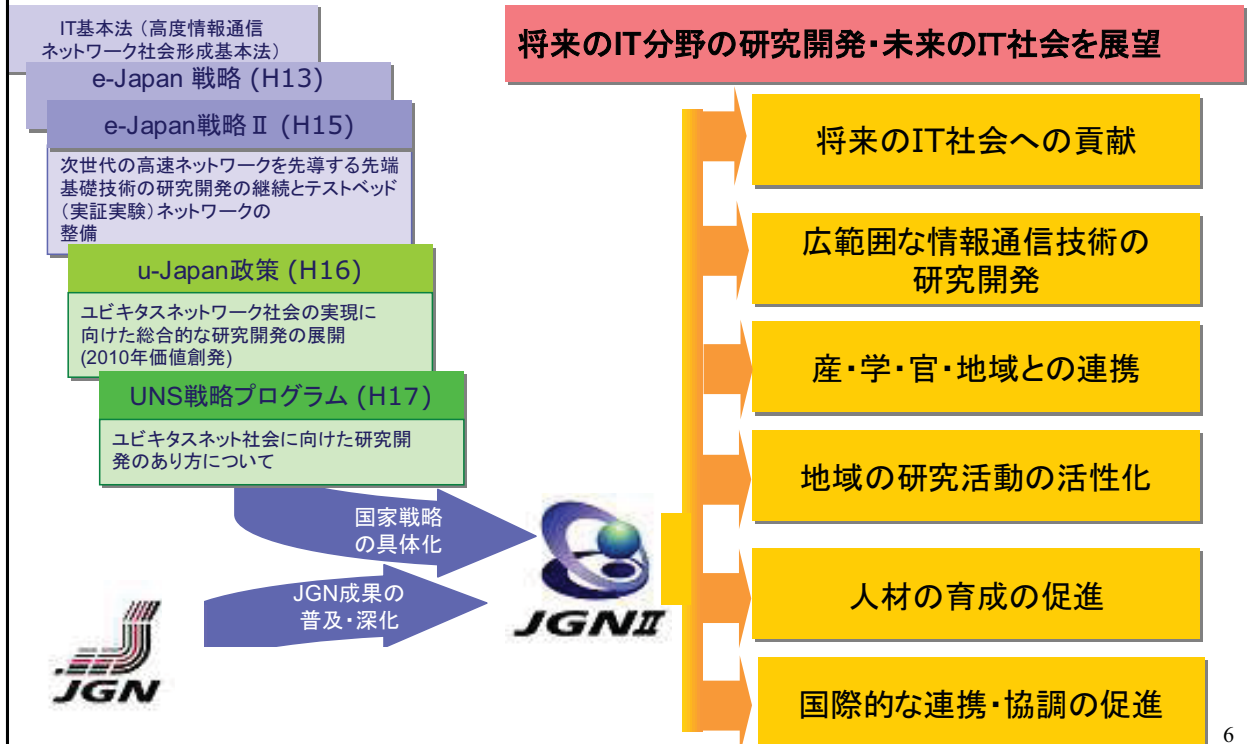 IT基本法（高度情報通信
ネットワーク社会形成基本法）
e-Japan 戦略 (H13)
e-Japan戦略Ⅱ (H15)
次世代の高速ネットワークを先導する先端
基礎技術の研究開発の継続とテストベッド
（実証実験）ネットワークの
整備
u-Japan政策 (H16)
ユビキタスネットワーク社会の実現に
向けた総合的な研究開発の展開
(2010年価値創発)
UNS戦略プログラム (H17)
ユビキタスネット社会に向けた研究開
発のあり方について
国家戦略
の具体化
JGN成果の
普及・深化
JGN
JGNⅡ
将来のIT分野の研究開発・未来のIT社会を展望
将来のIT社会への貢献
広範囲な情報通信技術の
研究開発
産・学・官・地域との連携
地域の研究活動の活性化
人材の育成の促進
国際的な連携・協調の促進
6